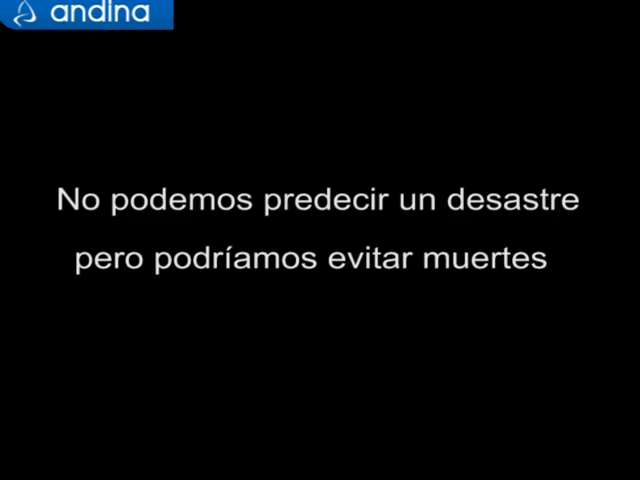 andina
No podemos predecir un desastre
pero podríamos evitar muertes